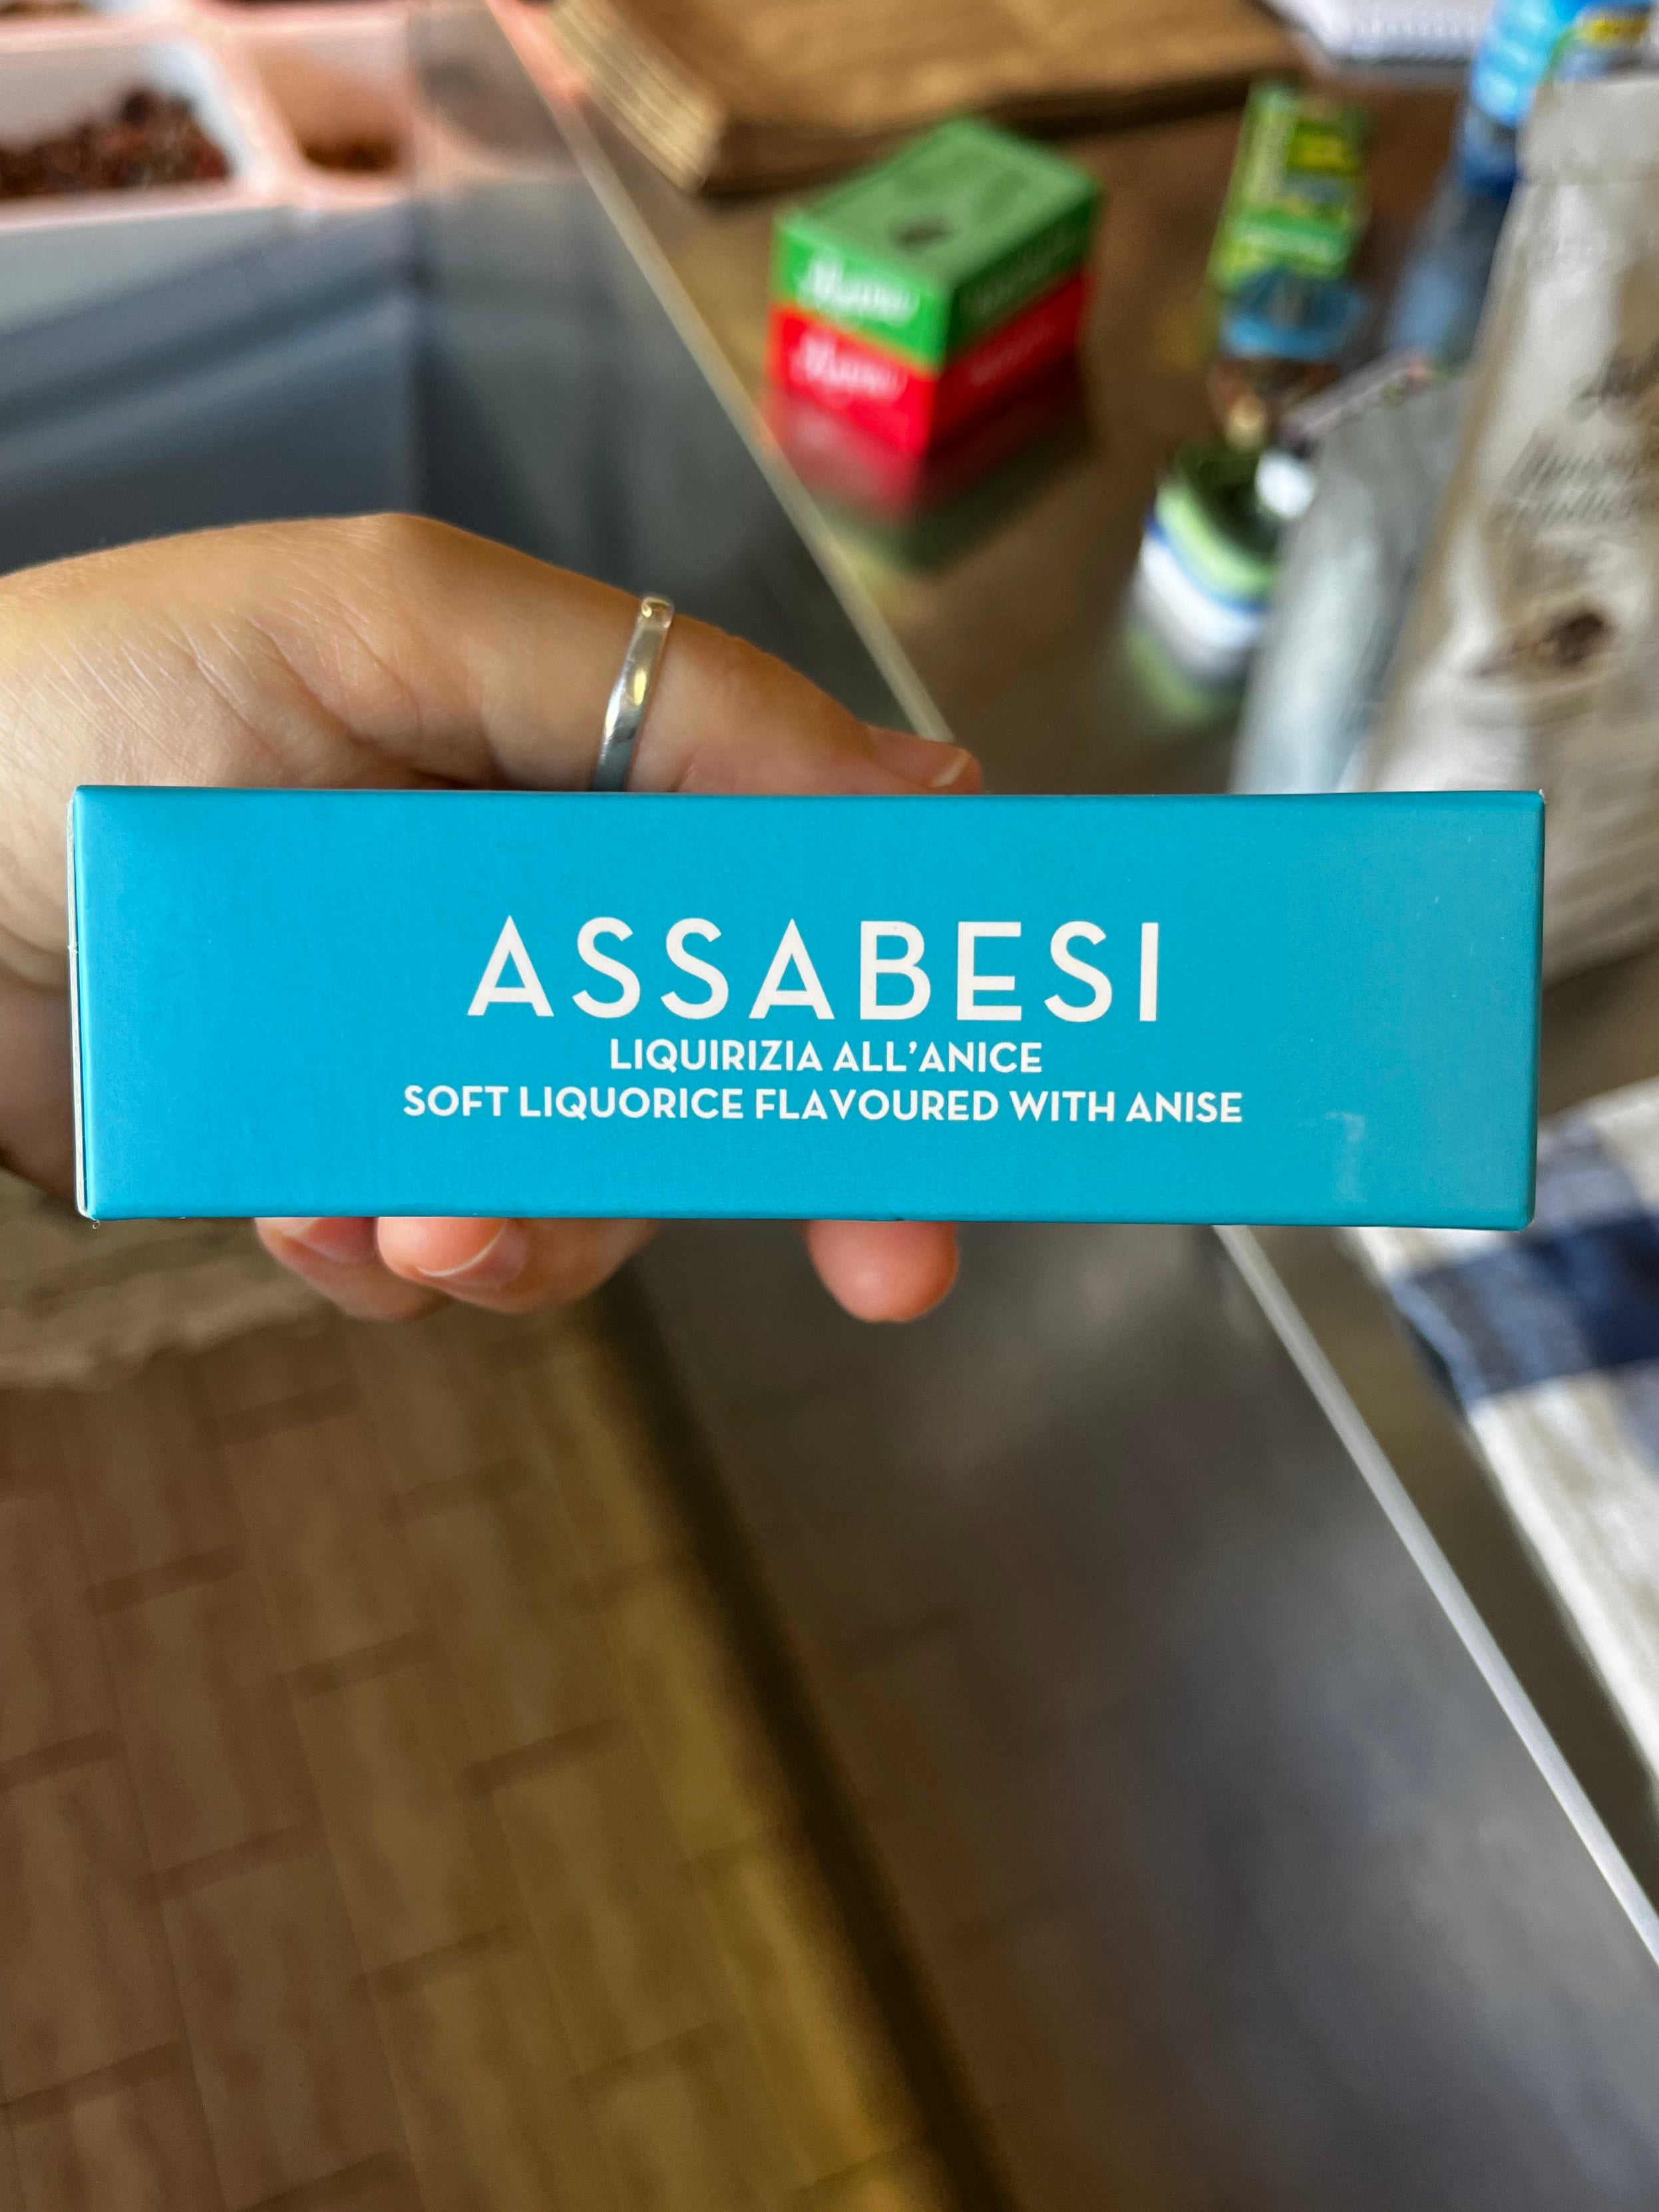 ASSABESI
LIQUIRIZIA ALL'ANICE
SOFT LIQUORICE FLAVOURED WITH ANISE